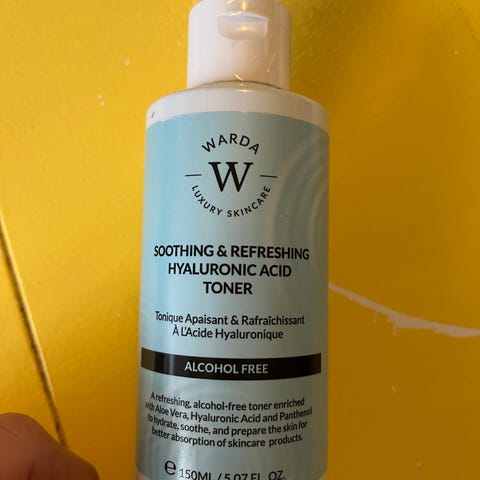 WARDA
W
LUXURY SKINCARE
SOOTHING & REFRESHING
HYALURONIC ACID
TONER
Tonique Apaisant & Rafraîchissant
À L'Acide Hyaluronique
ALCOHOL FREE
A refreshing, alcohol-free toner enriched
with Aloe Vera, Hyaluronic Acid and Panthenol
to hydrate, soothe, and prepare the skin for
better absorption of skincare products.
℮ 150ML / 5.07 FL. OZ.